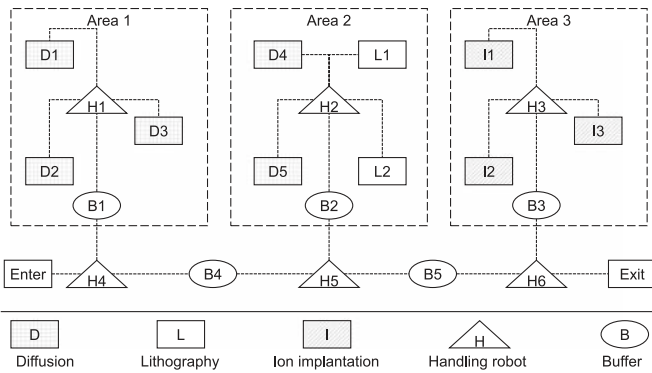 Area 1 Area 2 Area 3
D1 D4 L1 I1
H1 H2 H3
D3 I3
D2 D5 L2 I2
B1 B2 B3
Enter H4 B4 H5 B5 H6 Exit
D L I H B
Diffusion Lithography Ion implantation Handling robot Buffer